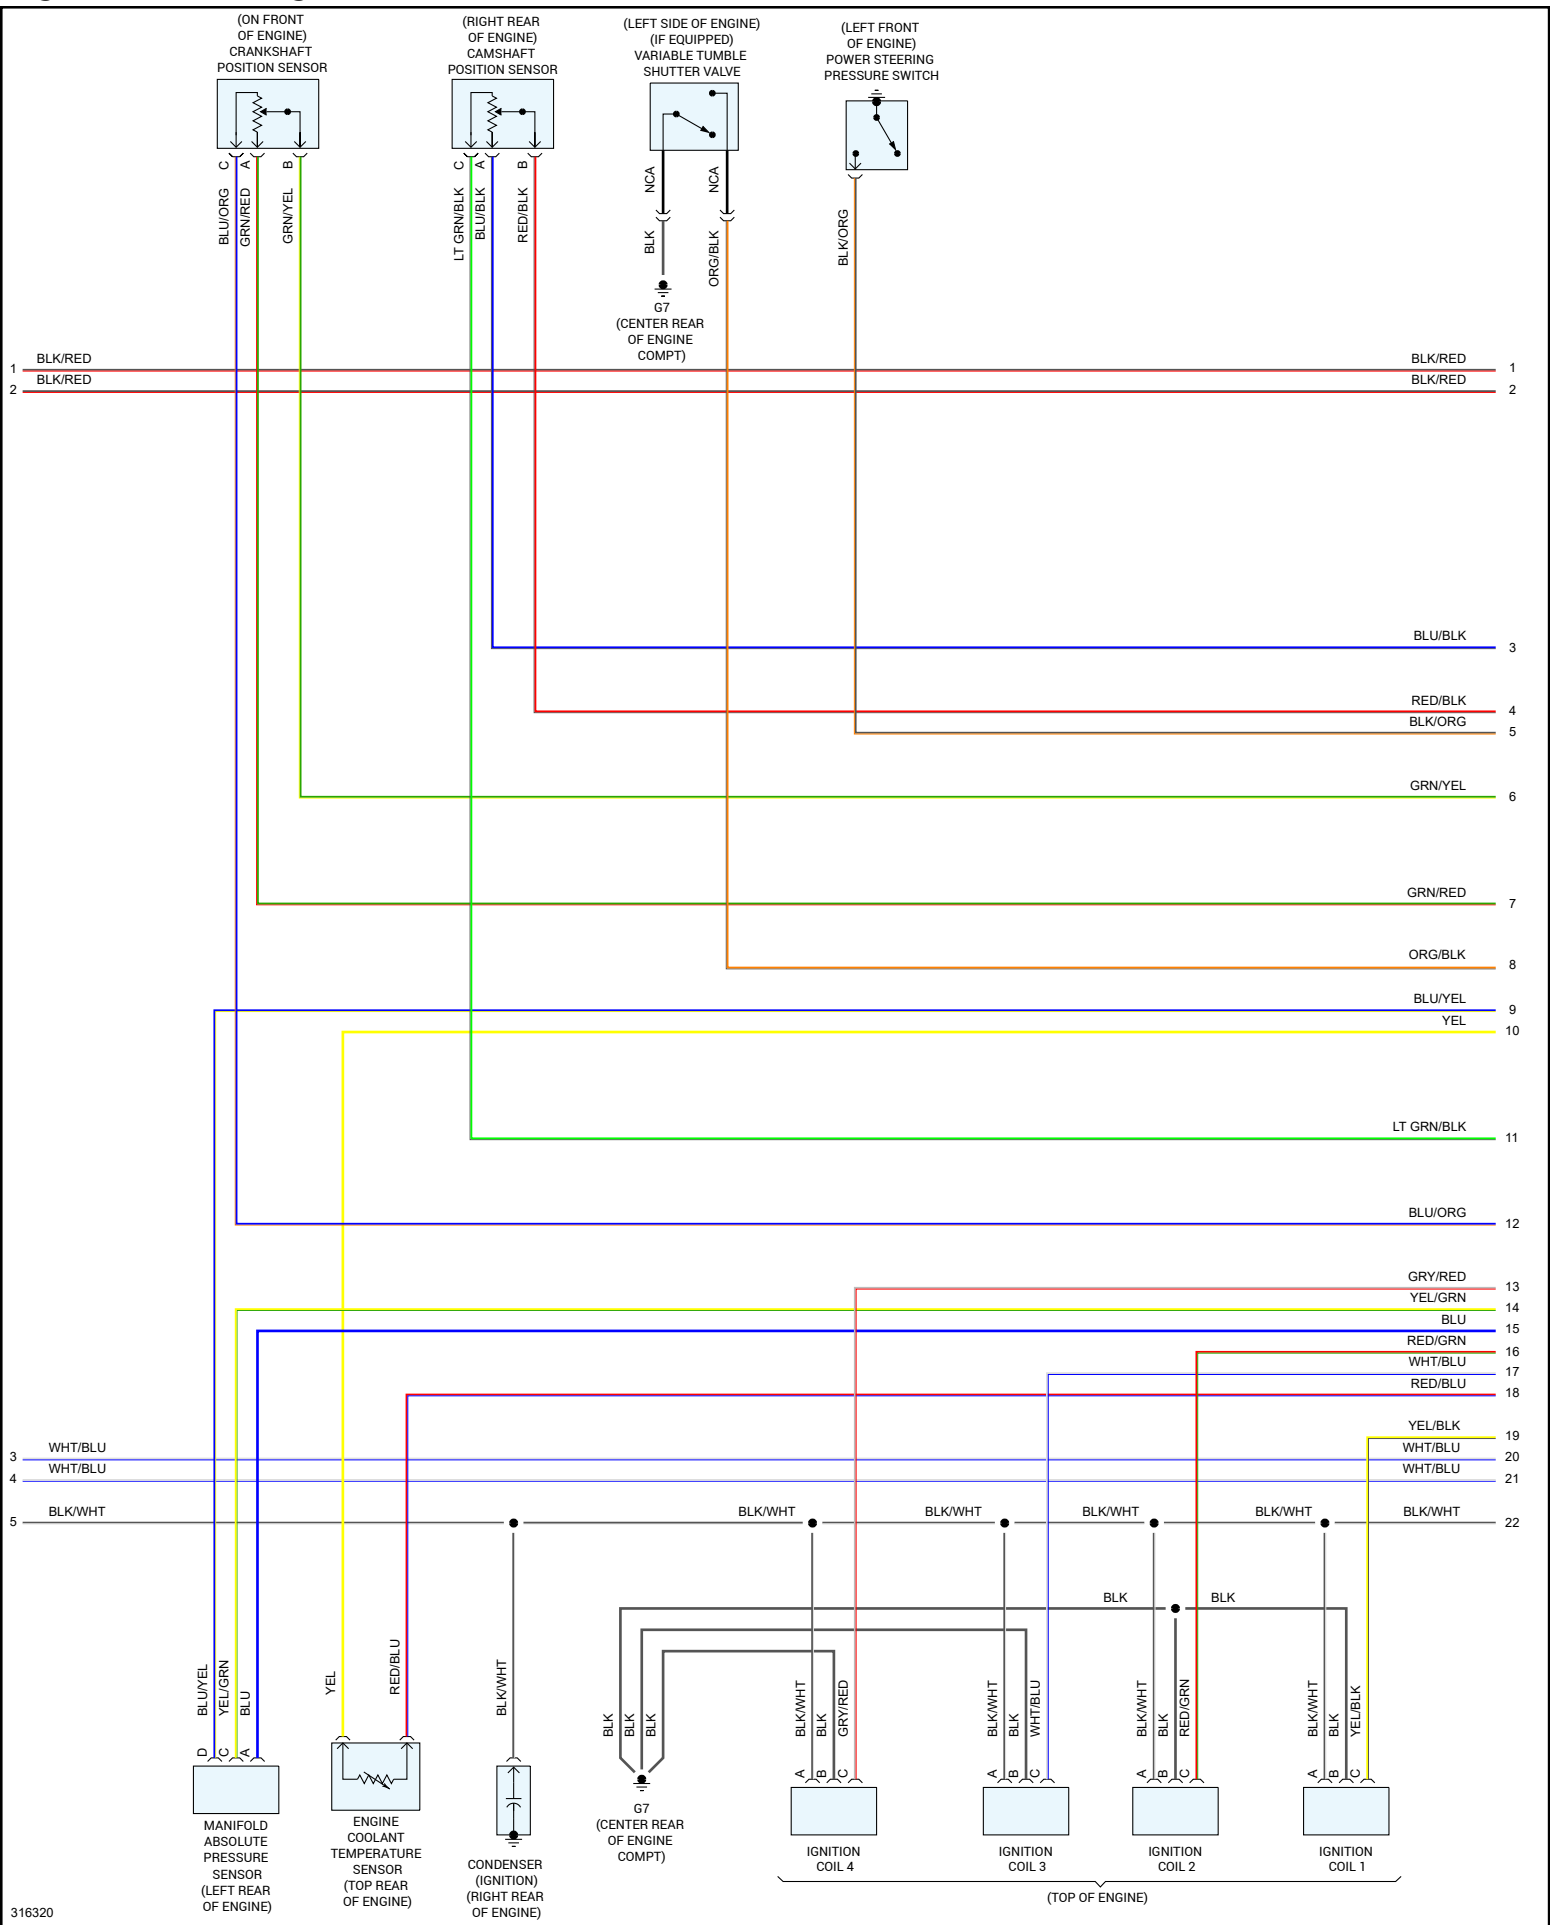 (ON FRONT
OF ENGINE)
CRANKSHAFT
POSITION SENSOR
(RIGHT REAR
OF ENGINE)
CAMSHAFT
POSITION SENSOR
(LEFT SIDE OF ENGINE)
(IF EQUIPPED)
VARIABLE TUMBLE
SHUTTER VALVE
(LEFT FRONT
OF ENGINE)
POWER STEERING
PRESSURE SWITCH
C
A
B
C
A
B
BLU/ORG
GRN/RED
GRN/YEL
LT GRN/BLK
BLU/BLK
RED/BLK
NCA
NCA
BLK
ORG/BLK
BLK/ORG
G7
(CENTER REAR
OF ENGINE
COMPT)
1 BLK/RED BLK/RED 1
2 BLK/RED BLK/RED 2
BLU/BLK 3
RED/BLK 4
BLK/ORG 5
GRN/YEL 6
GRN/RED 7
ORG/BLK 8
BLU/YEL 9
YEL 10
LT GRN/BLK 11
BLU/ORG 12
GRY/RED 13
YEL/GRN 14
BLU 15
RED/GRN 16
WHT/BLU 17
RED/BLU 18
YEL/BLK 19
3 WHT/BLU WHT/BLU 20
4 WHT/BLU WHT/BLU 21
5 BLK/WHT BLK/WHT BLK/WHT BLK/WHT BLK/WHT BLK/WHT 22
BLK BLK
BLU/YEL
YEL/GRN
BLU
YEL
RED/BLU
BLK/WHT
BLK
BLK
BLK
BLK/WHT
BLK
GRY/RED
BLK/WHT
BLK
WHT/BLU
BLK/WHT
BLK
RED/GRN
BLK/WHT
BLK
YEL/BLK
D
C
A
A
B
C
A
B
C
A
B
C
A
B
C
MANIFOLD
ABSOLUTE
PRESSURE
SENSOR
(LEFT REAR
OF ENGINE)
ENGINE
COOLANT
TEMPERATURE
SENSOR
(TOP REAR
OF ENGINE)
CONDENSER
(IGNITION)
(RIGHT REAR
OF ENGINE)
G7
(CENTER REAR
OF ENGINE
COMPT)
IGNITION
COIL 4
IGNITION
COIL 3
IGNITION
COIL 2
IGNITION
COIL 1
(TOP OF ENGINE)
316320